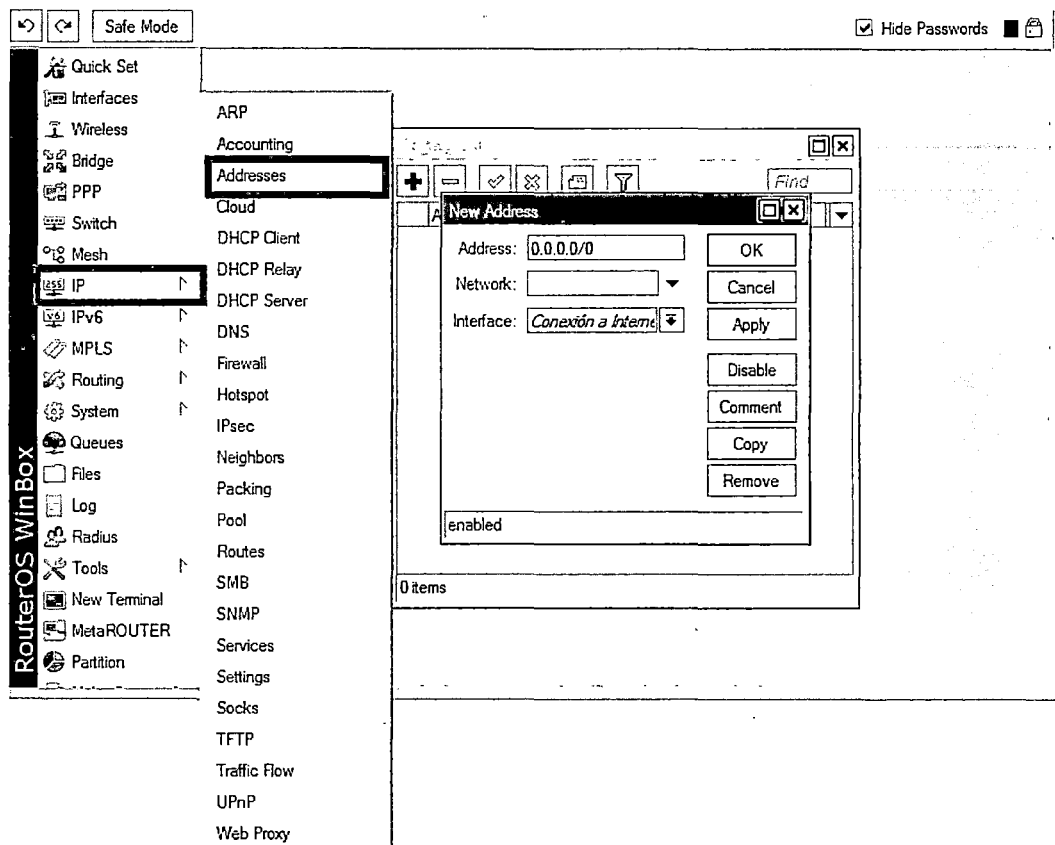 Safe Mode
Hide Passwords
RouterOS WinBox
Quick Set
Interfaces
Wireless
Bridge
PPP
Switch
Mesh
IP
IPv6
MPLS
Routing
System
Queues
Files
Log
Radius
Tools
New Terminal
MetaROUTER
Partition
ARP
Accounting
Addresses
Cloud
DHCP Client
DHCP Relay
DHCP Server
DNS
Firewall
Hotspot
IPsec
Neighbors
Packing
Pool
Routes
SMB
SNMP
Services
Settings
Socks
TFTP
Traffic Flow
UPnP
Web Proxy
Find
New Address
Address: 0.0.0.0/0
Network:
Interface: Conexión a Interne
OK
Cancel
Apply
Disable
Comment
Copy
Remove
enabled
0 items